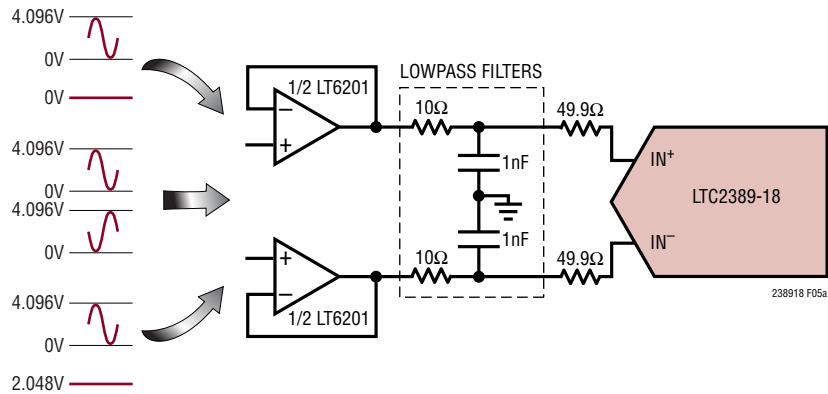 4.096V
0V
0V
4.096V
0V
4.096V
0V
4.096V
0V
2.048V
1/2 LT6201
−
+
LOWPASS FILTERS
10Ω
49.9Ω
1nF
IN+
LTC2389-18
1nF
IN−
10Ω
49.9Ω
+
−
1/2 LT6201
238918 F05a